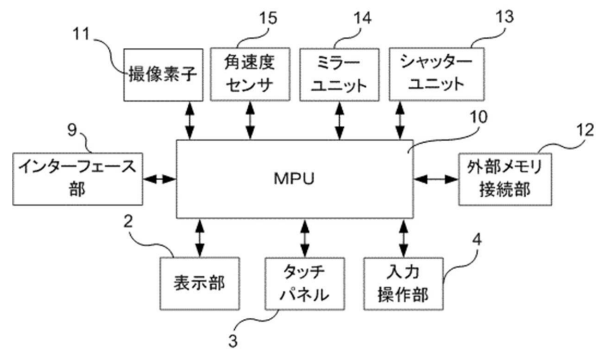 11
15
14
13
撮像素子
角速度
センサ
ミラー
ユニット
シャッター
ユニット
9
10
12
インターフェース
部
MPU
外部メモリ
接続部
2
表示部
タッチ
パネル
入力
操作部
4
3